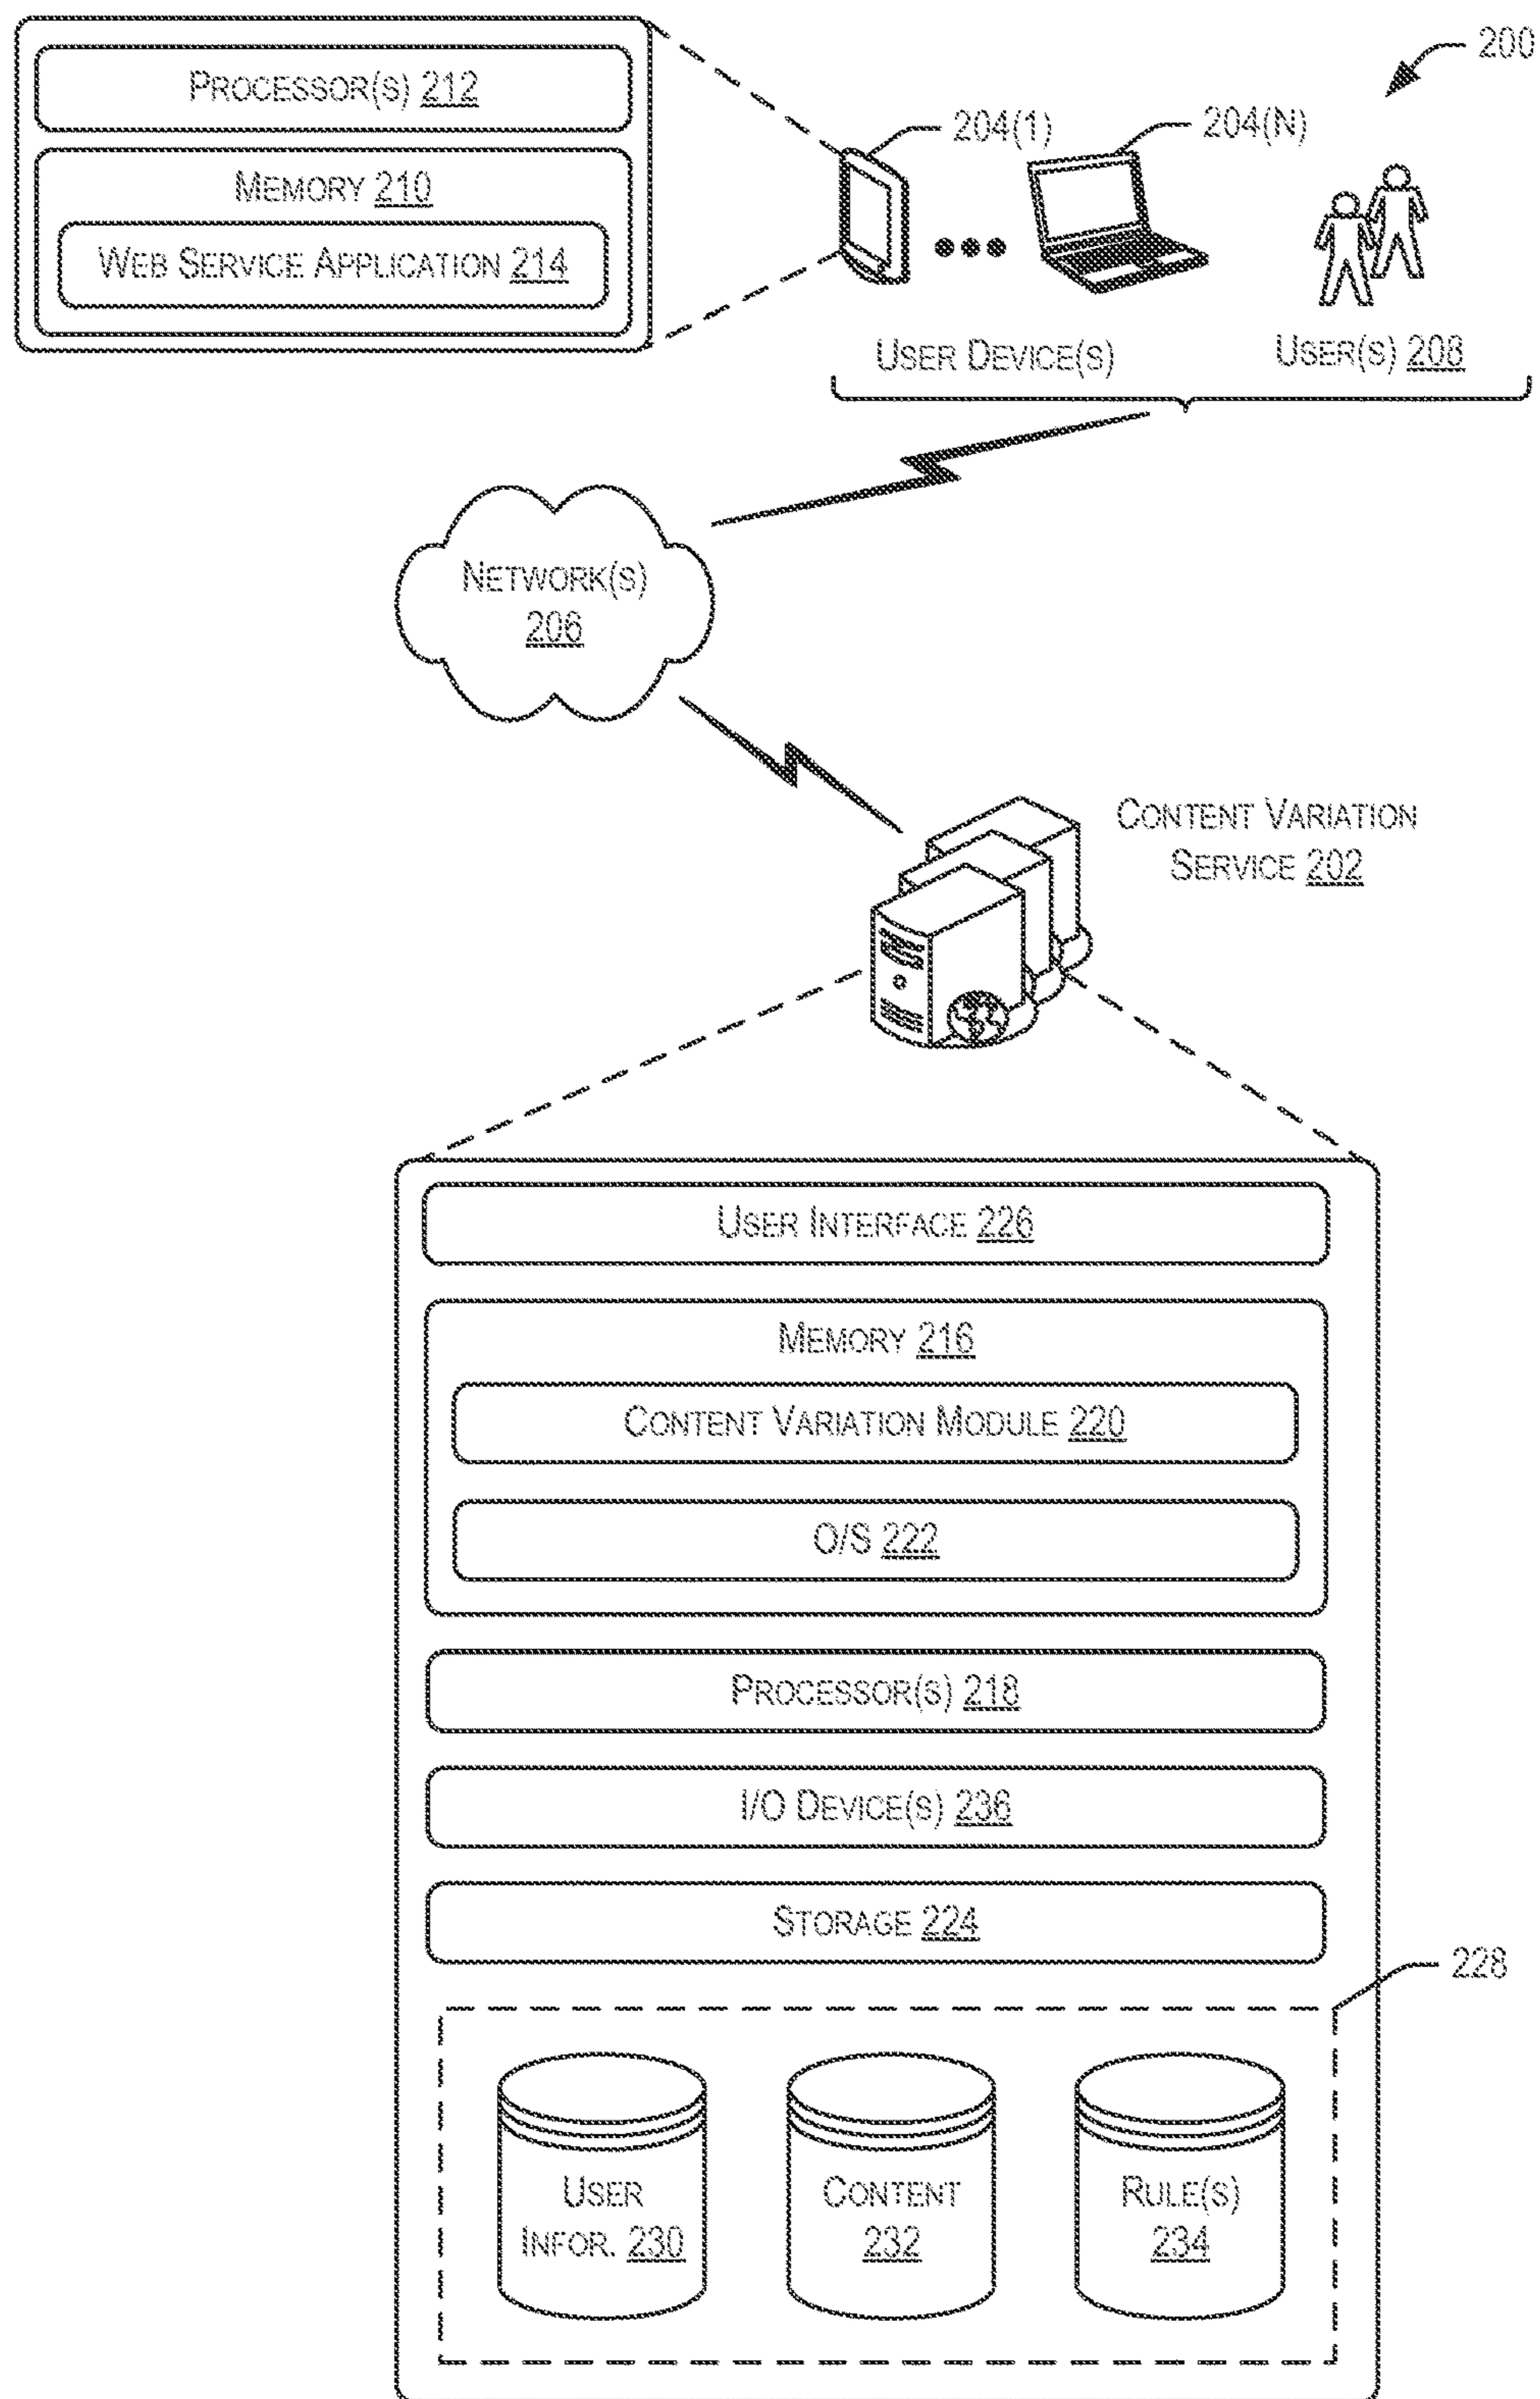 200
PROCESSOR(S) 212
MEMORY 210
WEB SERVICE APPLICATION 214
204(1)
204(N)
USER DEVICE(S)
USER(S) 208
NETWORK(S)
206
CONTENT VARIATION
SERVICE 202
USER INTERFACE 226
MEMORY 216
CONTENT VARIATION MODULE 220
O/S 222
PROCESSOR(S) 218
I/O DEVICE(S) 236
STORAGE 224
228
USER
INFOR. 230
CONTENT
232
RULE(S)
234